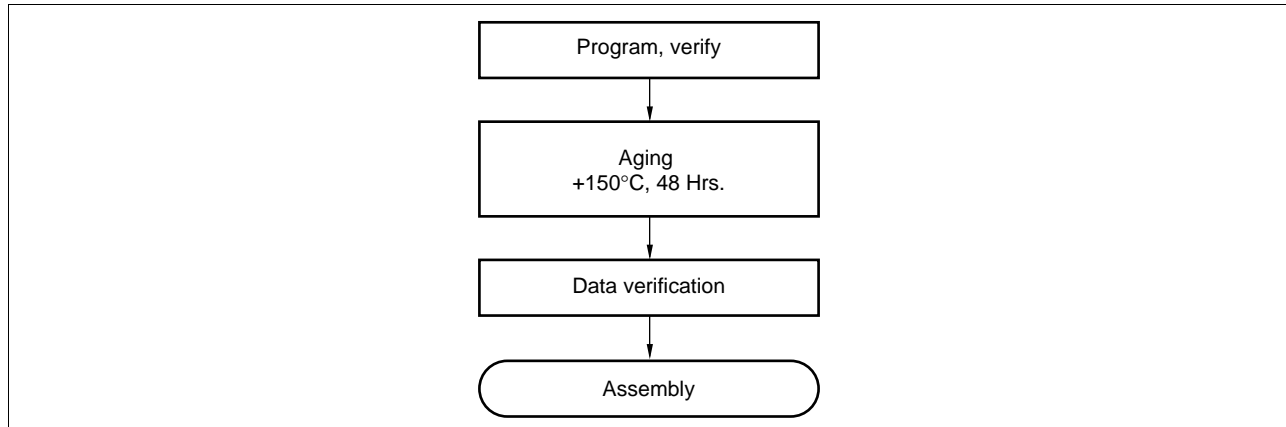 Program, verify
Aging
+150°C, 48 Hrs.
Data verification
Assembly